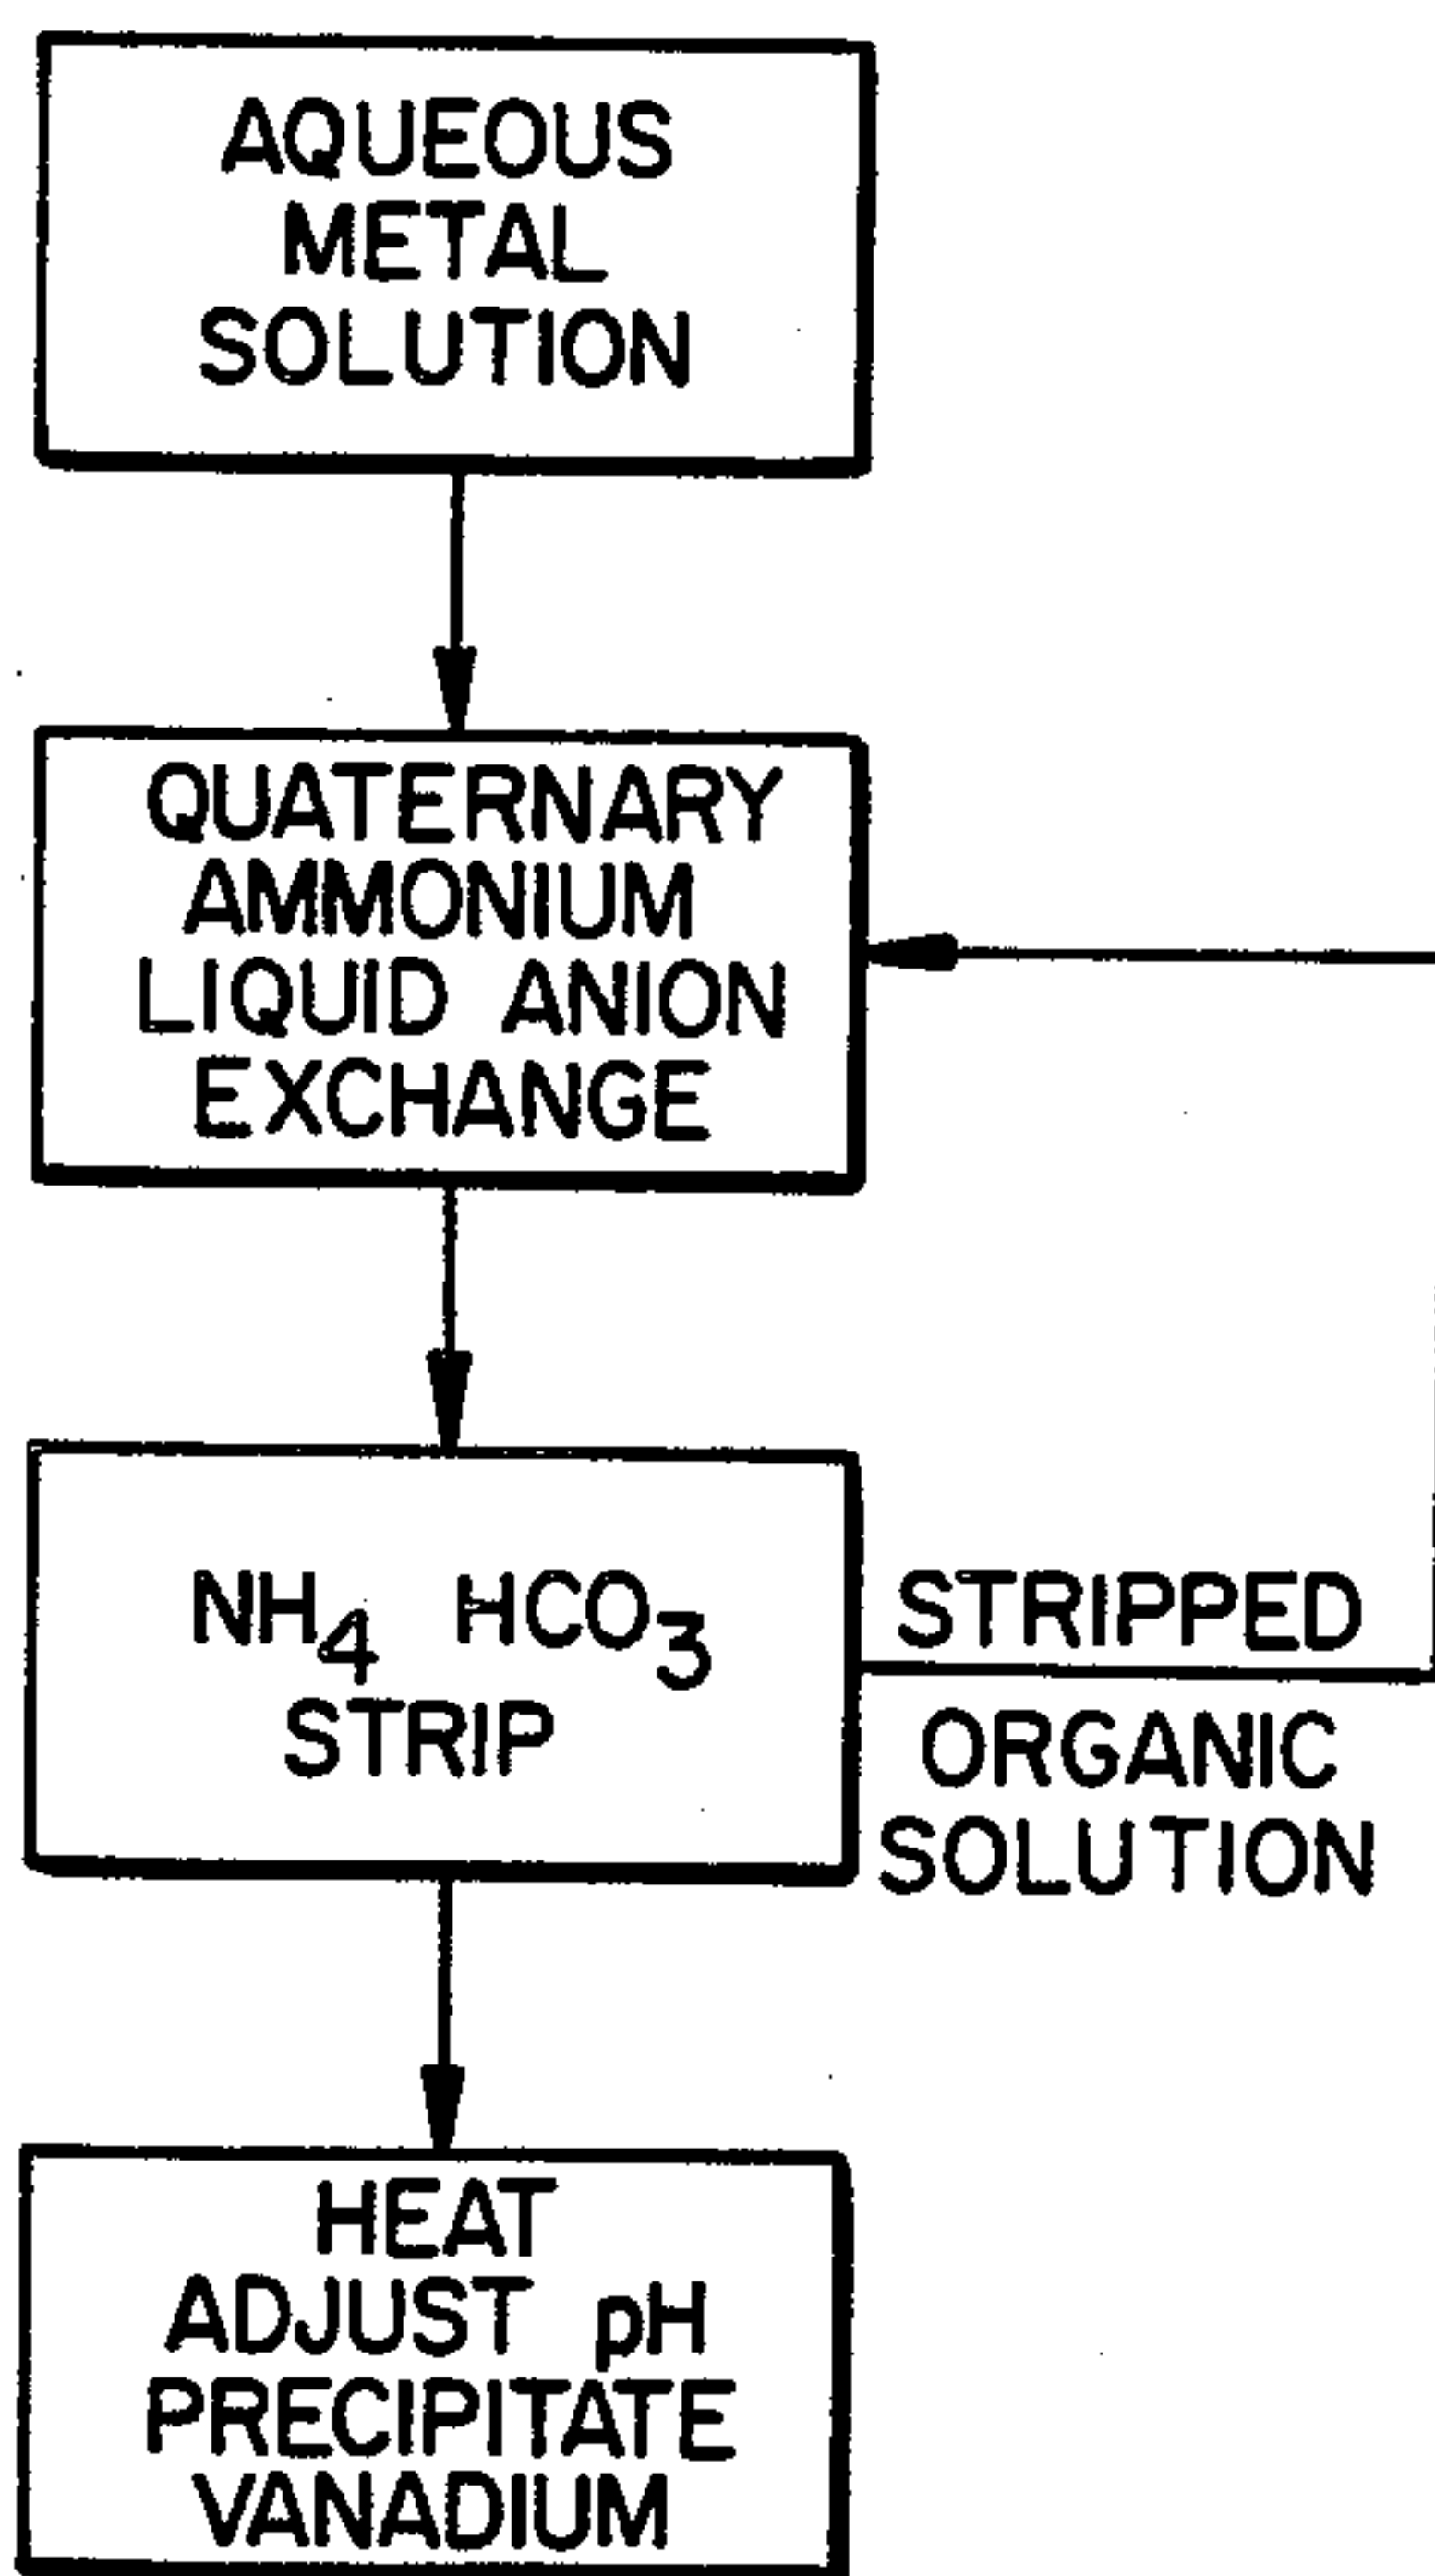 AQUEOUS
METAL
SOLUTION
QUATERNARY
AMMONIUM
LIQUID ANION
EXCHANGE
NH4 HCO3
STRIP
STRIPPED
ORGANIC
SOLUTION
HEAT
ADJUST pH
PRECIPITATE
VANADIUM